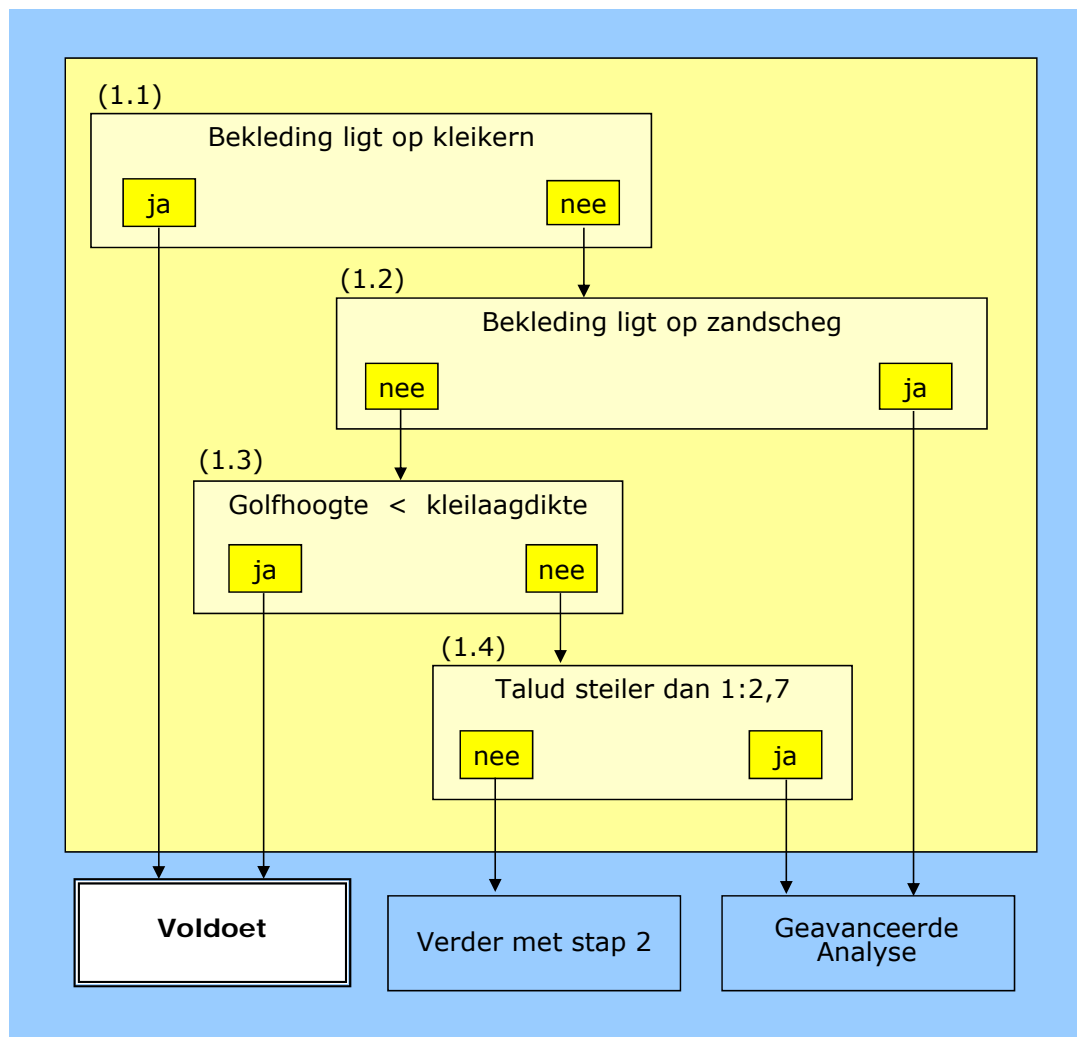 (1.1)
Bekleding ligt op kleikern
ja
nee
(1.2)
Bekleding ligt op zandscheg
nee
ja
(1.3)
Golfhoogte < kleilaagdikte
ja
nee
(1.4)
Talud steiler dan 1:2,7
nee
ja
Voldoet
Verder met stap 2
Geavanceerde
Analyse